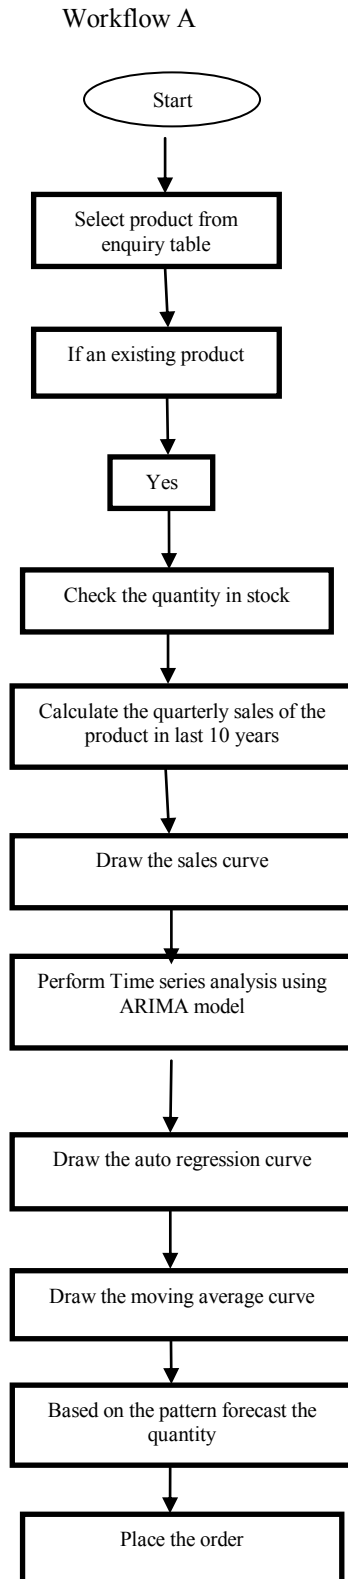 Workflow A
Start
Select product from
enquiry table
If an existing product
Yes
Check the quantity in stock
Calculate the quarterly sales of the
product in last 10 years
Draw the sales curve
Perform Time series analysis using
ARIMA model
Draw the auto regression curve
Draw the moving average curve
Based on the pattern forecast the
quantity
Place the order